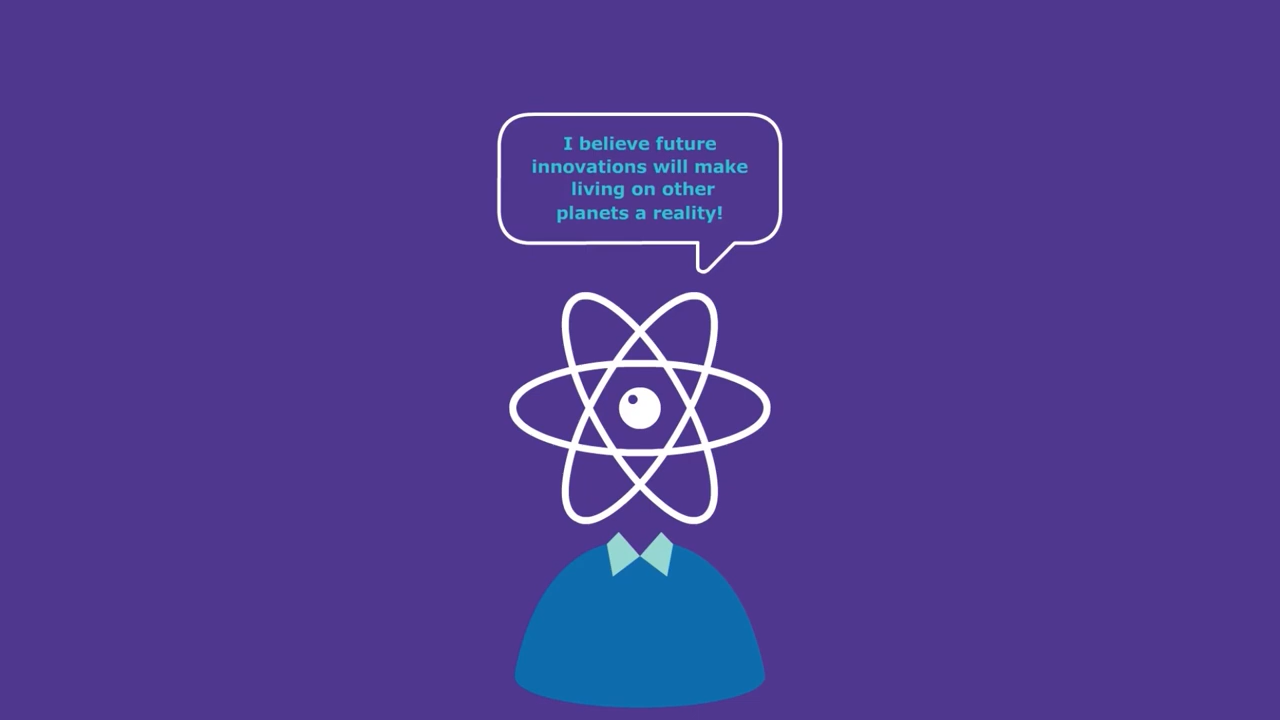 I believe future
innovations will make
living on other
planets a reality!